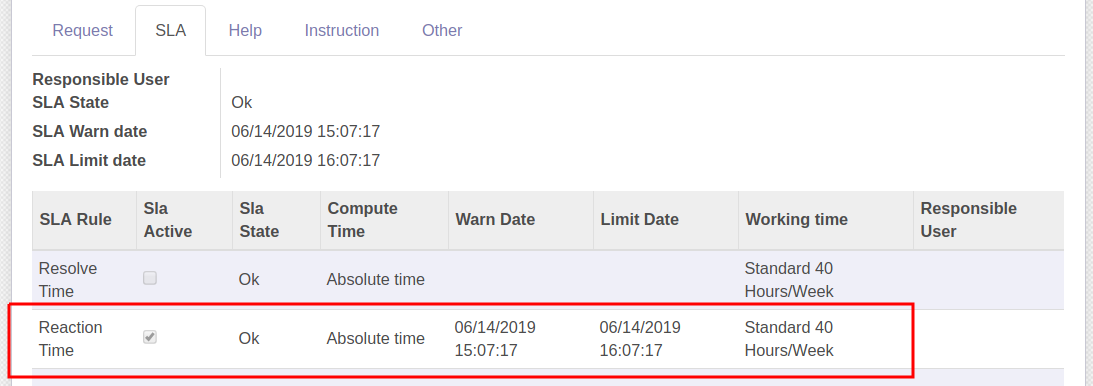 Request SLA Help Instruction Other
Responsible User
SLA State Ok
SLA Warn date 06/14/2019 15:07:17
SLA Limit date 06/14/2019 16:07:17
SLA Rule Sla Active Sla State Compute Time Warn Date Limit Date Working time Responsible User
Resolve Time Ok Absolute time Standard 40 Hours/Week
Reaction Time Ok Absolute time 06/14/2019 15:07:17 06/14/2019 16:07:17 Standard 40 Hours/Week